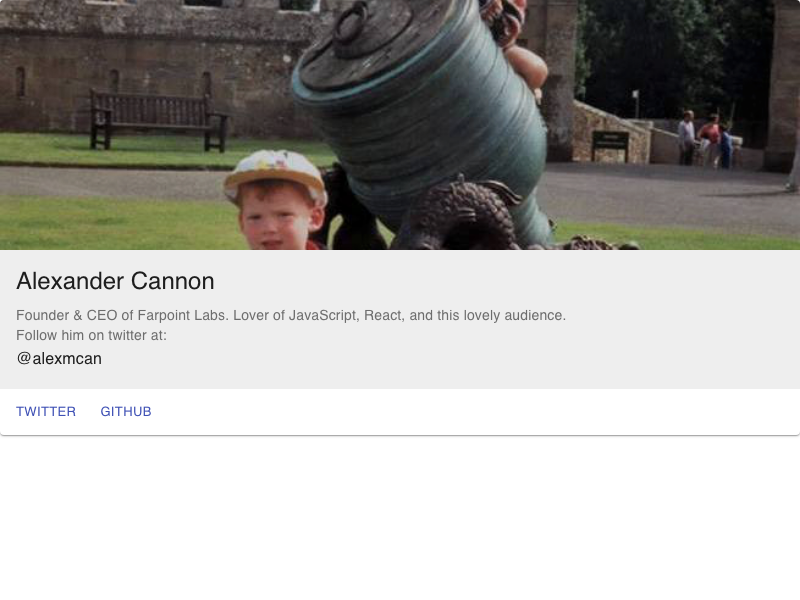 Alexander Cannon
Founder & CEO of Farpoint Labs. Lover of JavaScript, React, and this lovely audience.
Follow him on twitter at:
@alexmcan
TWITTER GITHUB